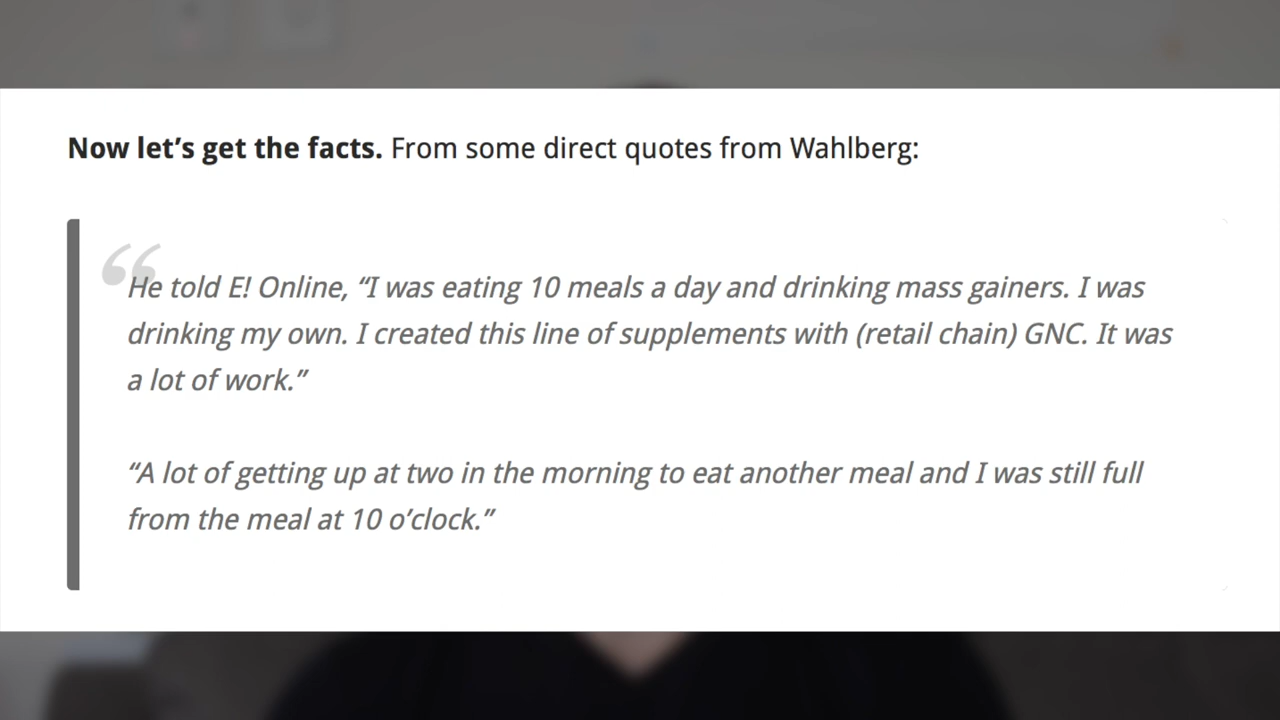 Now let’s get the facts. From some direct quotes from Wahlberg:
“
He told E! Online, “I was eating 10 meals a day and drinking mass gainers. I was
drinking my own. I created this line of supplements with (retail chain) GNC. It was
a lot of work.”
“A lot of getting up at two in the morning to eat another meal and I was still full
from the meal at 10 o’clock.”